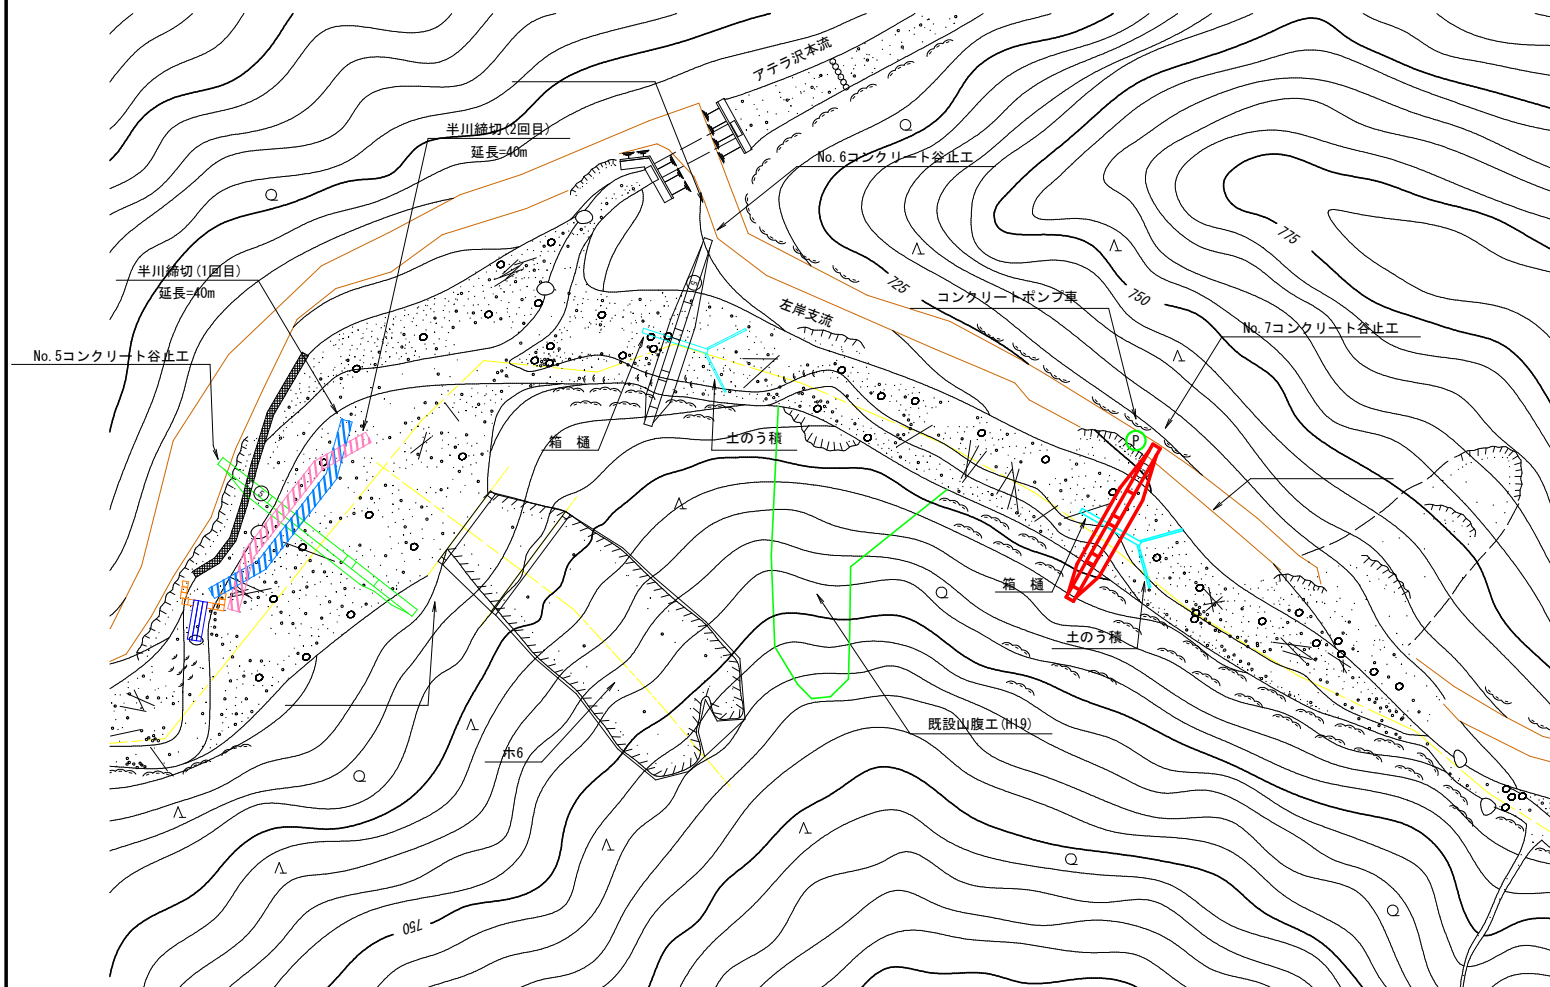 アテラ沢本流
半川締切(2回目)
延長=40m
No.6コンクリート谷止工
775
半川締切(1回目)
延長=40m
725
750
コンクリートポンプ車
左岸支流
No.7コンクリート谷止工
No.5コンクリート谷止工
箱 樋
土のう積
P
箱 樋
土のう積
既設山腹工(H19)
ホ6
750